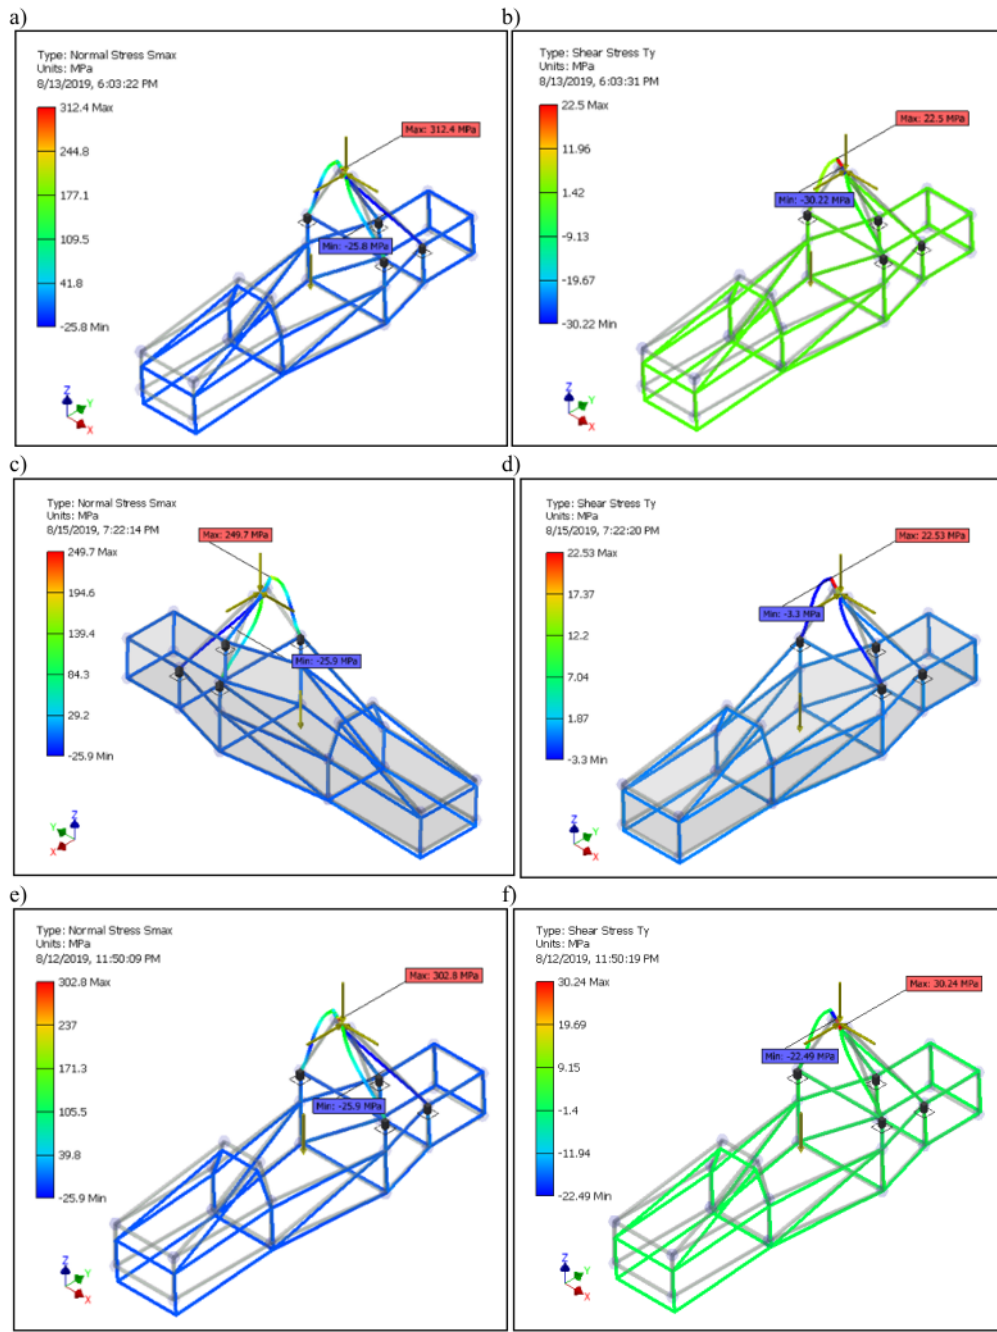 a)
Type: Normal Stress Smax
Units: MPa
8/13/2019, 6:03:22 PM
312.4 Max
244.8
177.1
109.5
41.8
-25.8 Min
Max: 312.4 MPa
Min: -25.8 MPa
Z
Y
X
b)
Type: Shear Stress Ty
Units: MPa
8/13/2019, 6:03:31 PM
22.5 Max
11.96
1.42
-9.13
-19.67
-30.22 Min
Max: 22.5 MPa
Min: -30.22 MPa
Z
Y
X
c)
Type: Normal Stress Smax
Units: MPa
8/15/2019, 7:22:14 PM
249.7 Max
194.6
139.4
84.3
29.2
-25.9 Min
Max: 249.7 MPa
Min: -25.9 MPa
Z
Y
X
d)
Type: Shear Stress Ty
Units: MPa
8/15/2019, 7:22:20 PM
22.53 Max
17.37
12.2
7.04
1.87
-3.3 Min
Max: 22.53 MPa
Min: -3.3 MPa
Z
Y
X
e)
Type: Normal Stress Smax
Units: MPa
8/12/2019, 11:50:09 PM
302.8 Max
237
171.3
105.5
39.8
-25.9 Min
Max: 302.8 MPa
Min: -25.9 MPa
Z
Y
X
f)
Type: Shear Stress Ty
Units: MPa
8/12/2019, 11:50:19 PM
30.24 Max
19.69
9.15
-1.4
-11.94
-22.49 Min
Max: 30.24 MPa
Min: -22.49 MPa
Z
Y
X